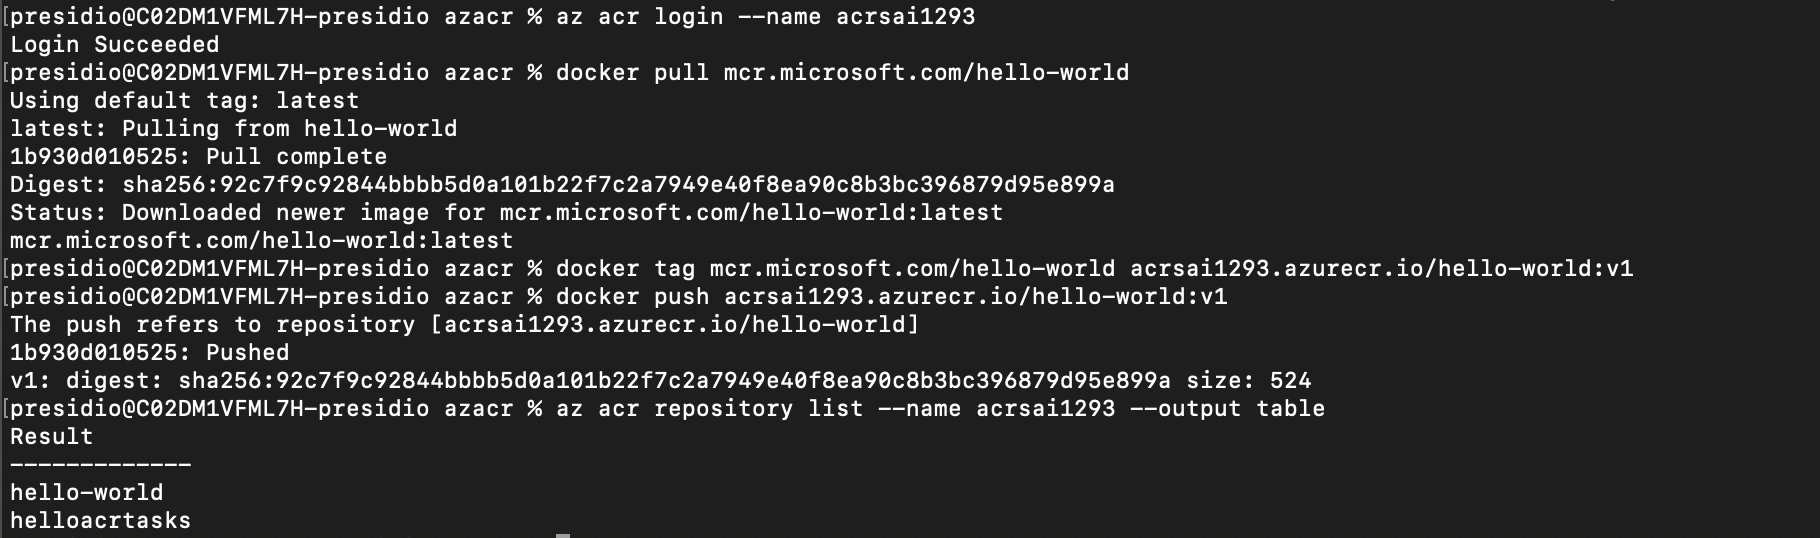 [presidio@C02DM1VFML7H-presidio azacr % az acr login --name acrsai1293
Login Succeeded
[presidio@C02DM1VFML7H-presidio azacr % docker pull mcr.microsoft.com/hello-world
Using default tag: latest
latest: Pulling from hello-world
1b930d010525: Pull complete
Digest: sha256:92c7f9c92844bbbb5d0a101b22f7c2a7949e40f8ea90c8b3bc396879d95e899a
Status: Downloaded newer image for mcr.microsoft.com/hello-world:latest
mcr.microsoft.com/hello-world:latest
[presidio@C02DM1VFML7H-presidio azacr % docker tag mcr.microsoft.com/hello-world acrsai1293.azurecr.io/hello-world:v1
[presidio@C02DM1VFML7H-presidio azacr % docker push acrsai1293.azurecr.io/hello-world:v1
The push refers to repository [acrsai1293.azurecr.io/hello-world]
1b930d010525: Pushed
v1: digest: sha256:92c7f9c92844bbbb5d0a101b22f7c2a7949e40f8ea90c8b3bc396879d95e899a size: 524
[presidio@C02DM1VFML7H-presidio azacr % az acr repository list --name acrsai1293 --output table
Result
-------------
hello-world
helloacrtasks